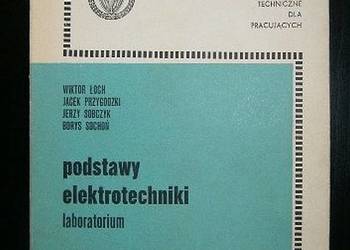 TECHNICZNE
DLA
PRACUJĄCYCH
WIKTOR ŁOCH
JACEK PRZYGODZKI
JERZY SOBCZYK
BORYS SOCHOŃ
podstawy
elektrotechniki
laboratorium